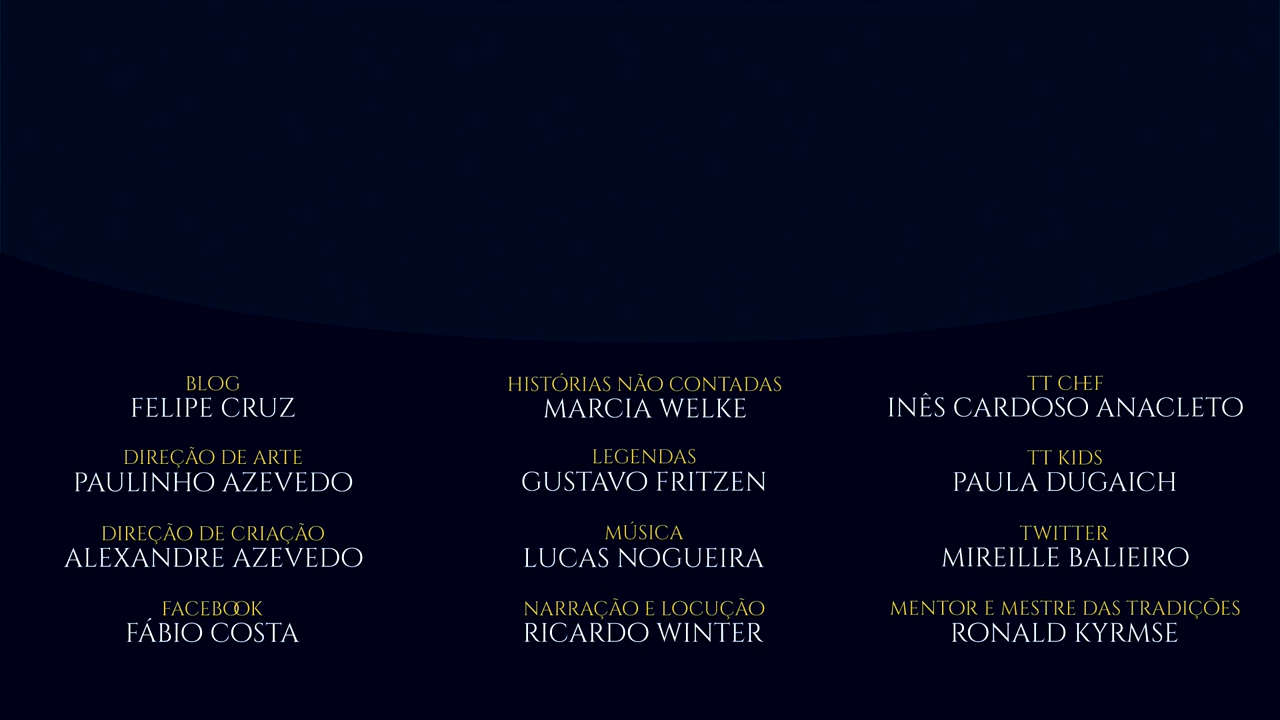 BLOG
FELIPE CRUZ
DIREÇÃO DE ARTE
PAULINHO AZEVEDO
DIREÇÃO DE CRIAÇÃO
ALEXANDRE AZEVEDO
FACEBOOK
FÁBIO COSTA
HISTÓRIAS NÃO CONTADAS
MARCIA WELKE
LEGENDAS
GUSTAVO FRITZEN
MÚSICA
LUCAS NOGUEIRA
NARRAÇÃO E LOCUÇÃO
RICARDO WINTER
TT CHEF
INÊS CARDOSO ANACLETO
TT KIDS
PAULA DUGAICH
TWITTER
MIREILLE BALIEIRO
MENTOR E MESTRE DAS TRADIÇÕES
RONALD KYRMSE